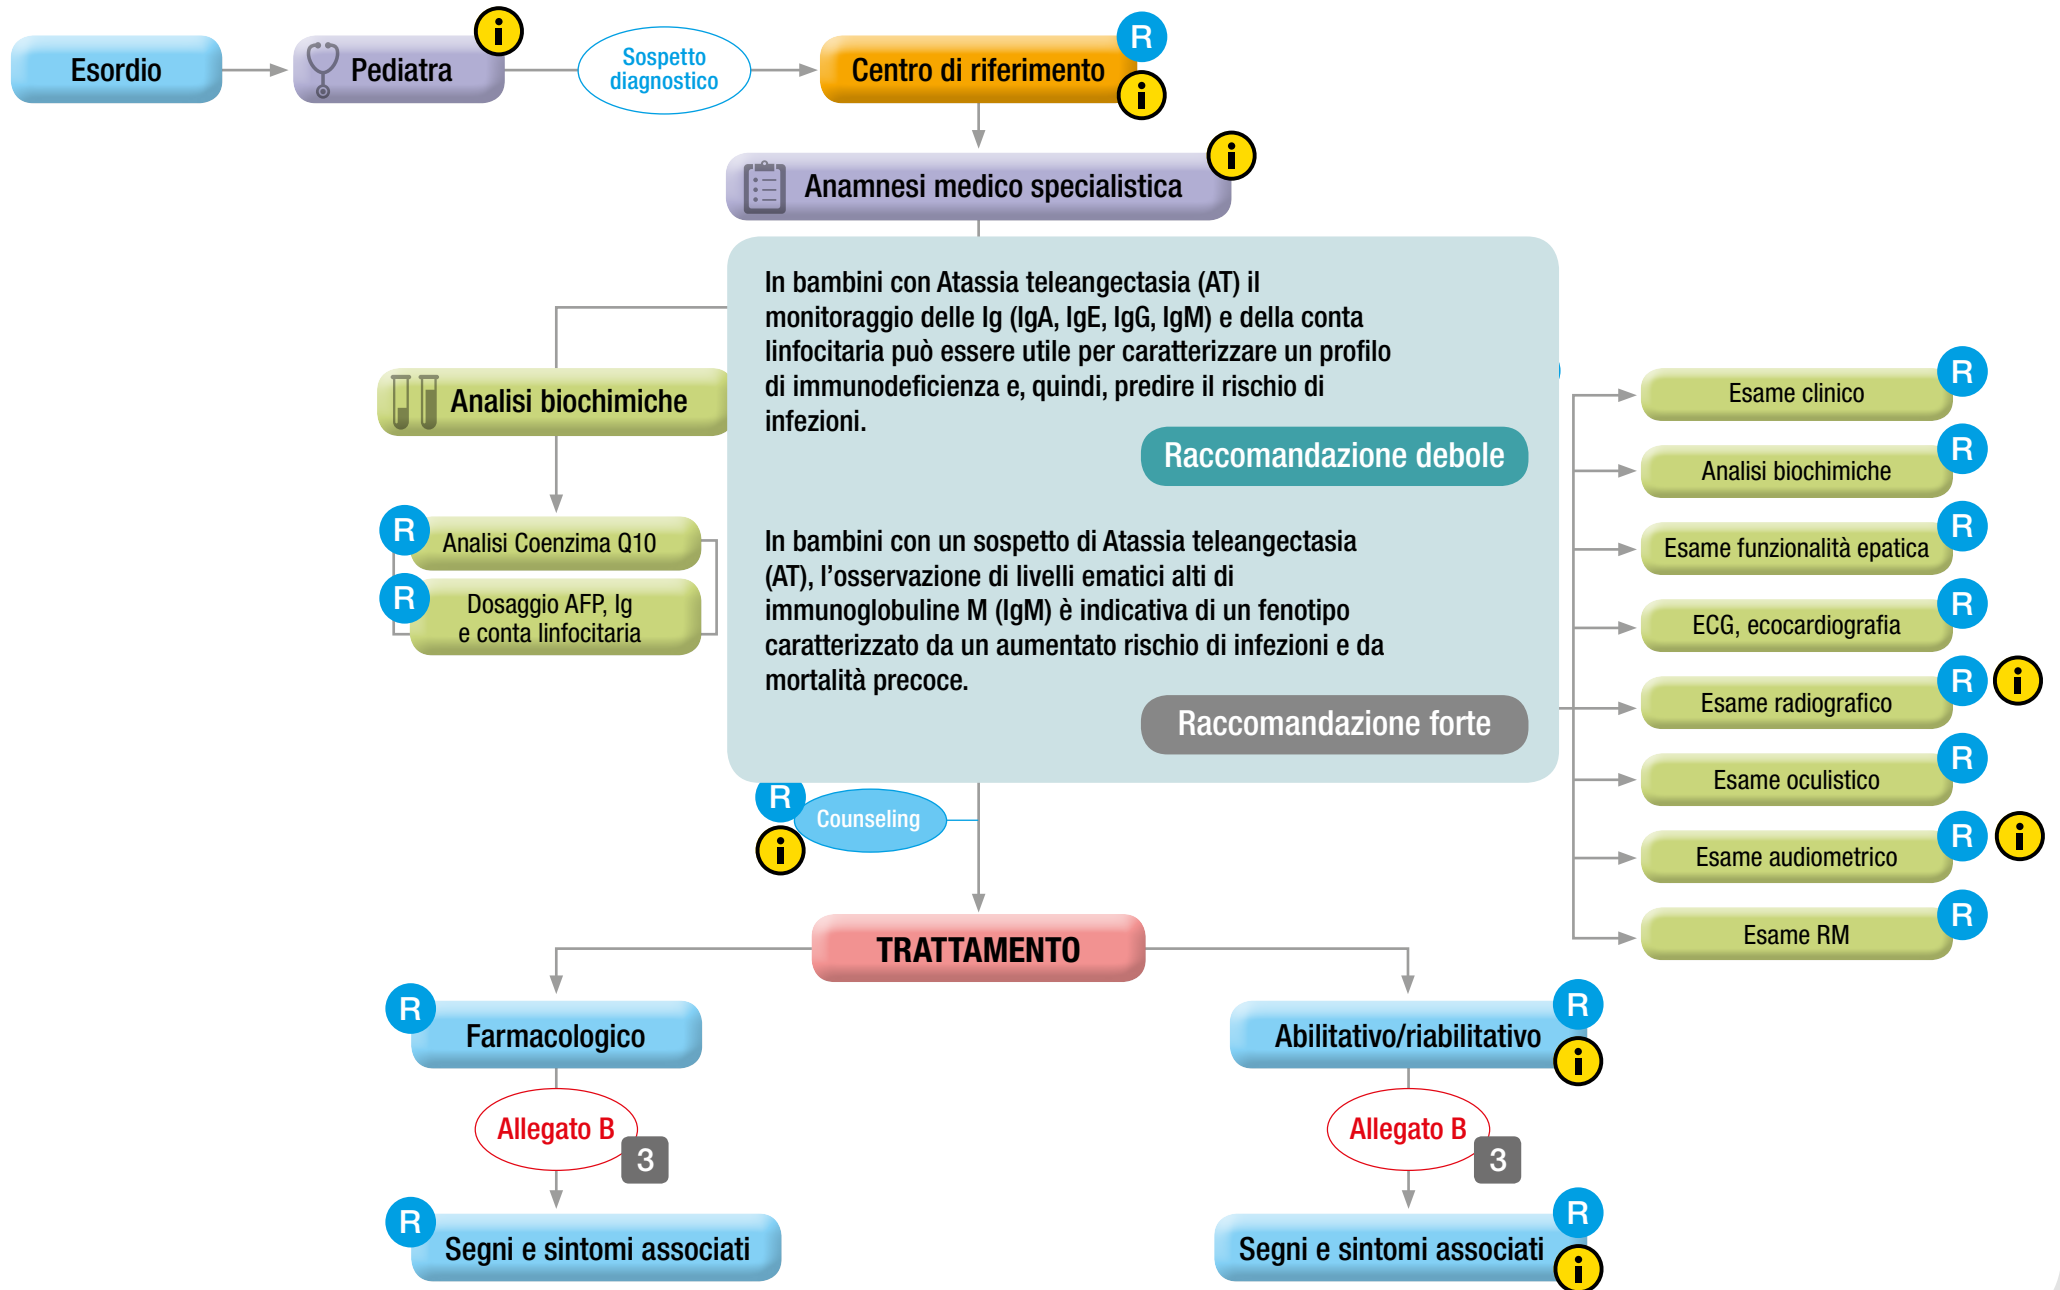 Esordio
Pediatra
i
Sospetto
diagnostico
Centro di riferimento
R
i
Anamnesi medico specialistica
i
In bambini con Atassia teleangectasia (AT) il
monitoraggio delle Ig (IgA, IgE, IgG, IgM) e della conta
linfocitaria può essere utile per caratterizzare un profilo
di immunodeficienza e, quindi, predire il rischio di
infezioni.
Raccomandazione debole
In bambini con un sospetto di Atassia teleangectasia
(AT), l’osservazione di livelli ematici alti di
immunoglobuline M (IgM) è indicativa di un fenotipo
caratterizzato da un aumentato rischio di infezioni e da
mortalità precoce.
Raccomandazione forte
Analisi biochimiche
R
Analisi Coenzima Q10
R
Dosaggio AFP, Ig
e conta linfocitaria
Esame clinico
R
Analisi biochimiche
R
Esame funzionalità epatica
R
ECG, ecocardiografia
R
Esame radiografico
R
i
Esame oculistico
R
Esame audiometrico
R
i
Esame RM
R
R
i
Counseling
TRATTAMENTO
R
Farmacologico
Allegato B
3
R
Segni e sintomi associati
Abilitativo/riabilitativo
R
i
Allegato B
3
Segni e sintomi associati
R
i